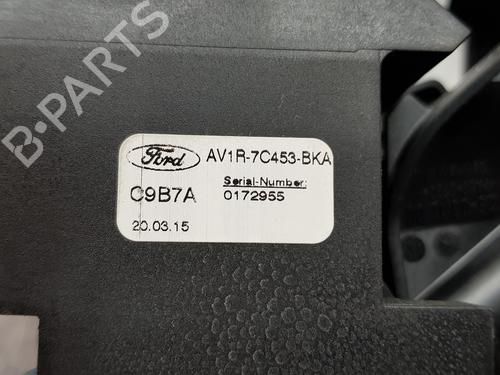 B-PARTS
Ford AV1R-7C453-BKA
Serial-Number:
C9B7A 0172955
20.03.15